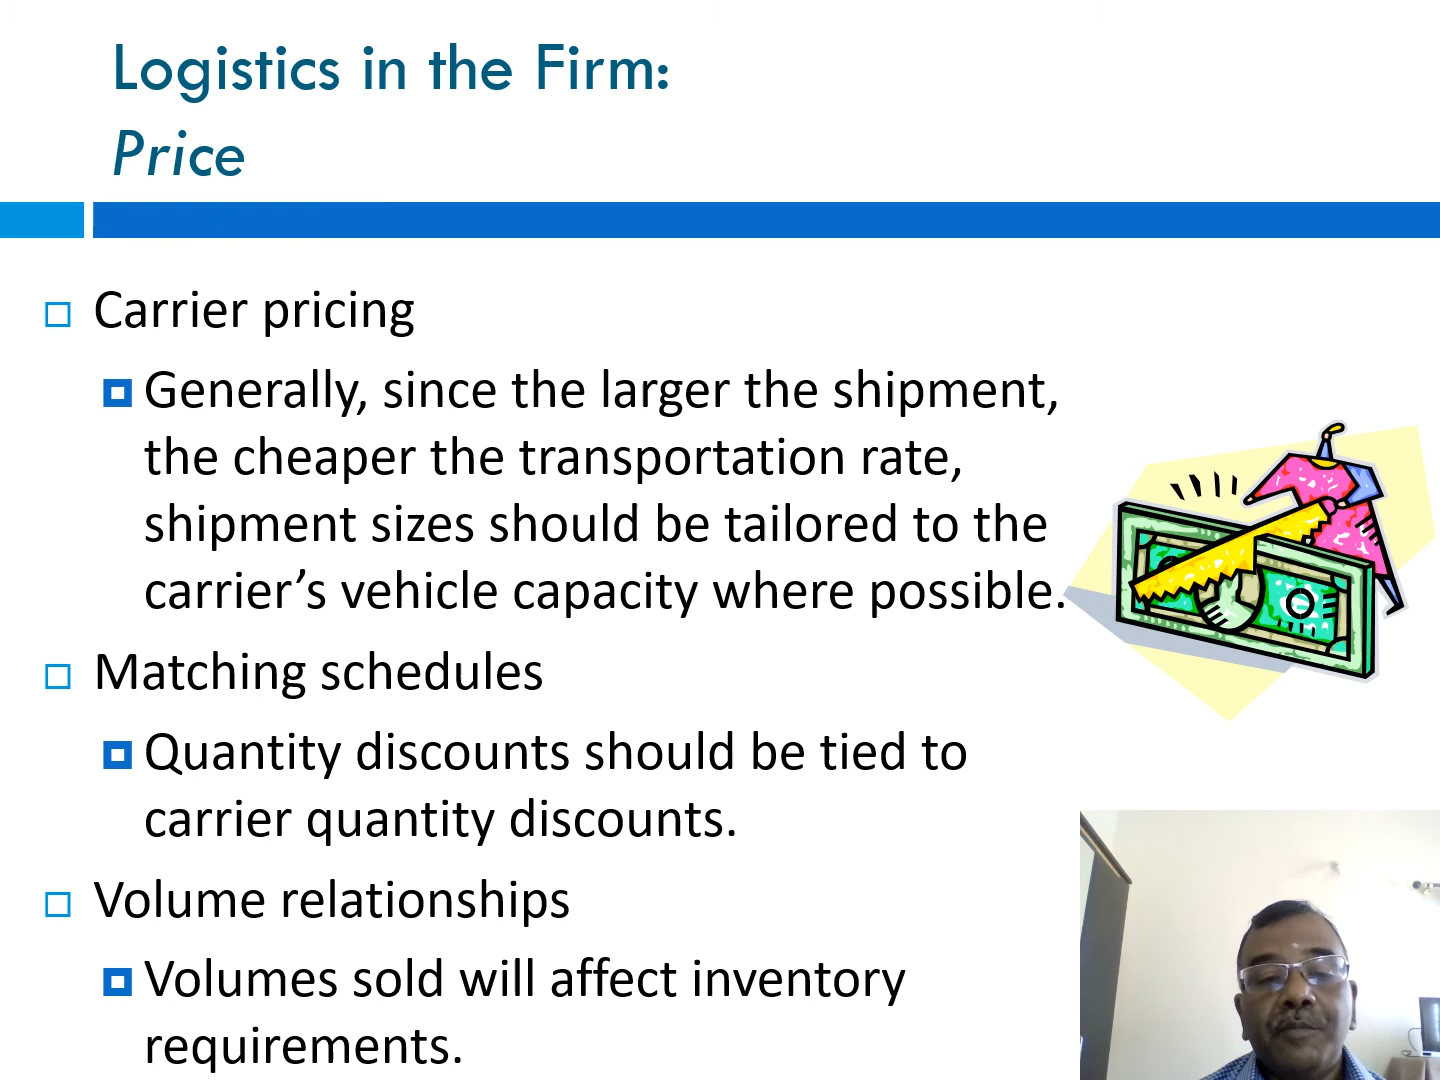 Logistics in the Firm:
Price
Carrier pricing
Generally, since the larger the shipment,
the cheaper the transportation rate,
shipment sizes should be tailored to the
carrier’s vehicle capacity where possible.
Matching schedules
Quantity discounts should be tied to
carrier quantity discounts.
Volume relationships
Volumes sold will affect inventory
requirements.